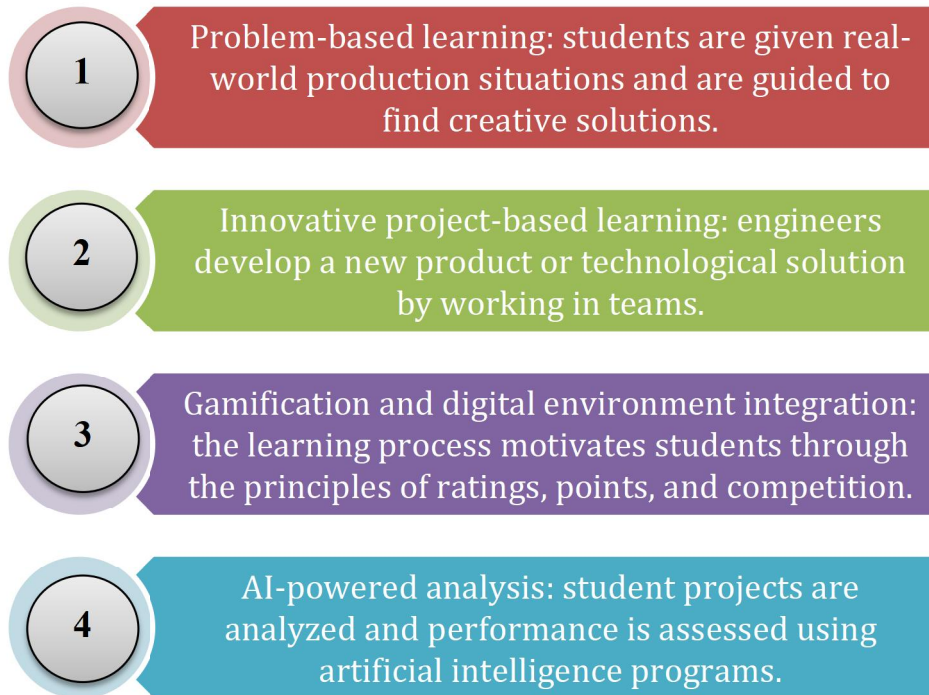 1
Problem-based learning: students are given real-
world production situations and are guided to
find creative solutions.
2
Innovative project-based learning: engineers
develop a new product or technological solution
by working in teams.
3
Gamification and digital environment integration:
the learning process motivates students through
the principles of ratings, points, and competition.
4
AI-powered analysis: student projects are
analyzed and performance is assessed using
artificial intelligence programs.